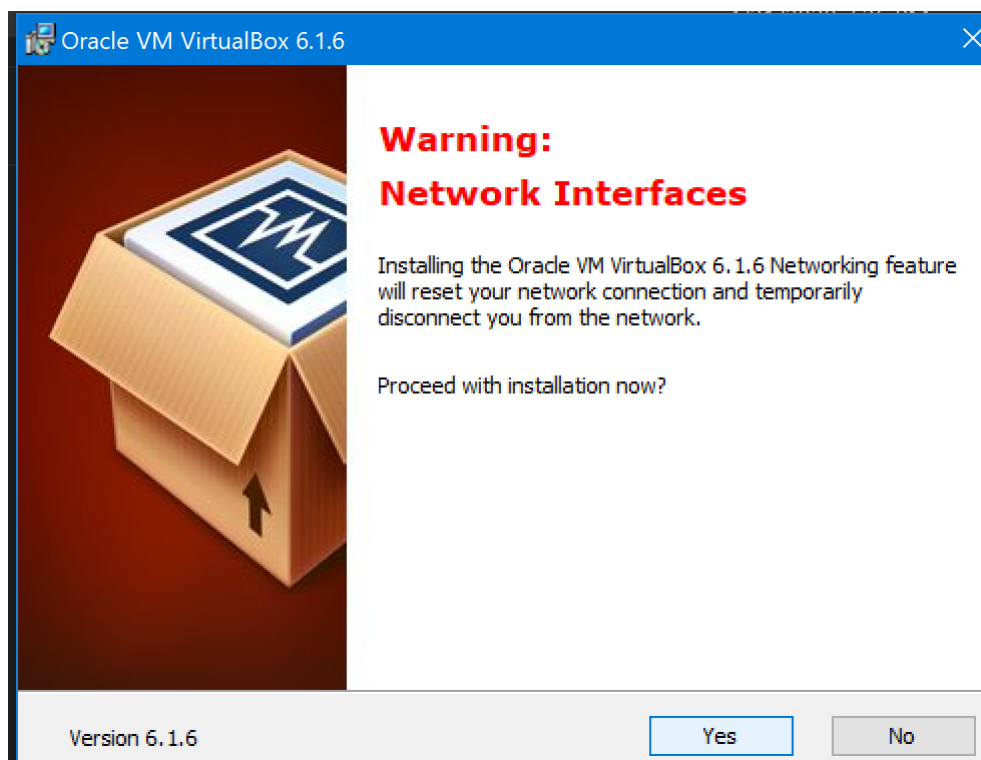 Oracle VM VirtualBox 6.1.6
Warning:
Network Interfaces
Installing the Oracle VM VirtualBox 6.1.6 Networking feature
will reset your network connection and temporarily
disconnect you from the network.
Proceed with installation now?
Version 6.1.6
Yes
No